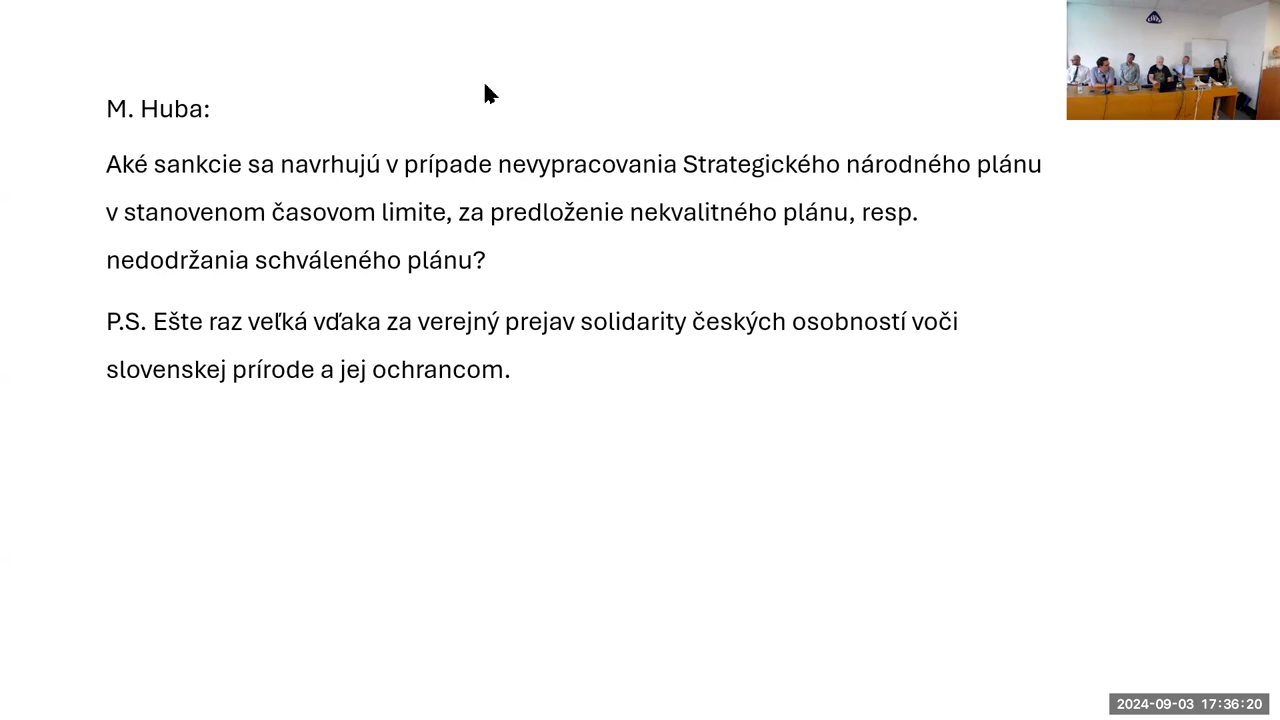 M. Huba:
Aké sankcie sa navrhujú v prípade nevypracovania Strategického národného plánu
v stanovenom časovom limite, za predloženie nekvalitného plánu, resp.
nedodržania schváleného plánu?
P.S. Ešte raz veľká vďaka za verejný prejav solidarity českých osobností voči
slovenskej prírode a jej ochrancom.
2024-09-03 17:36:20